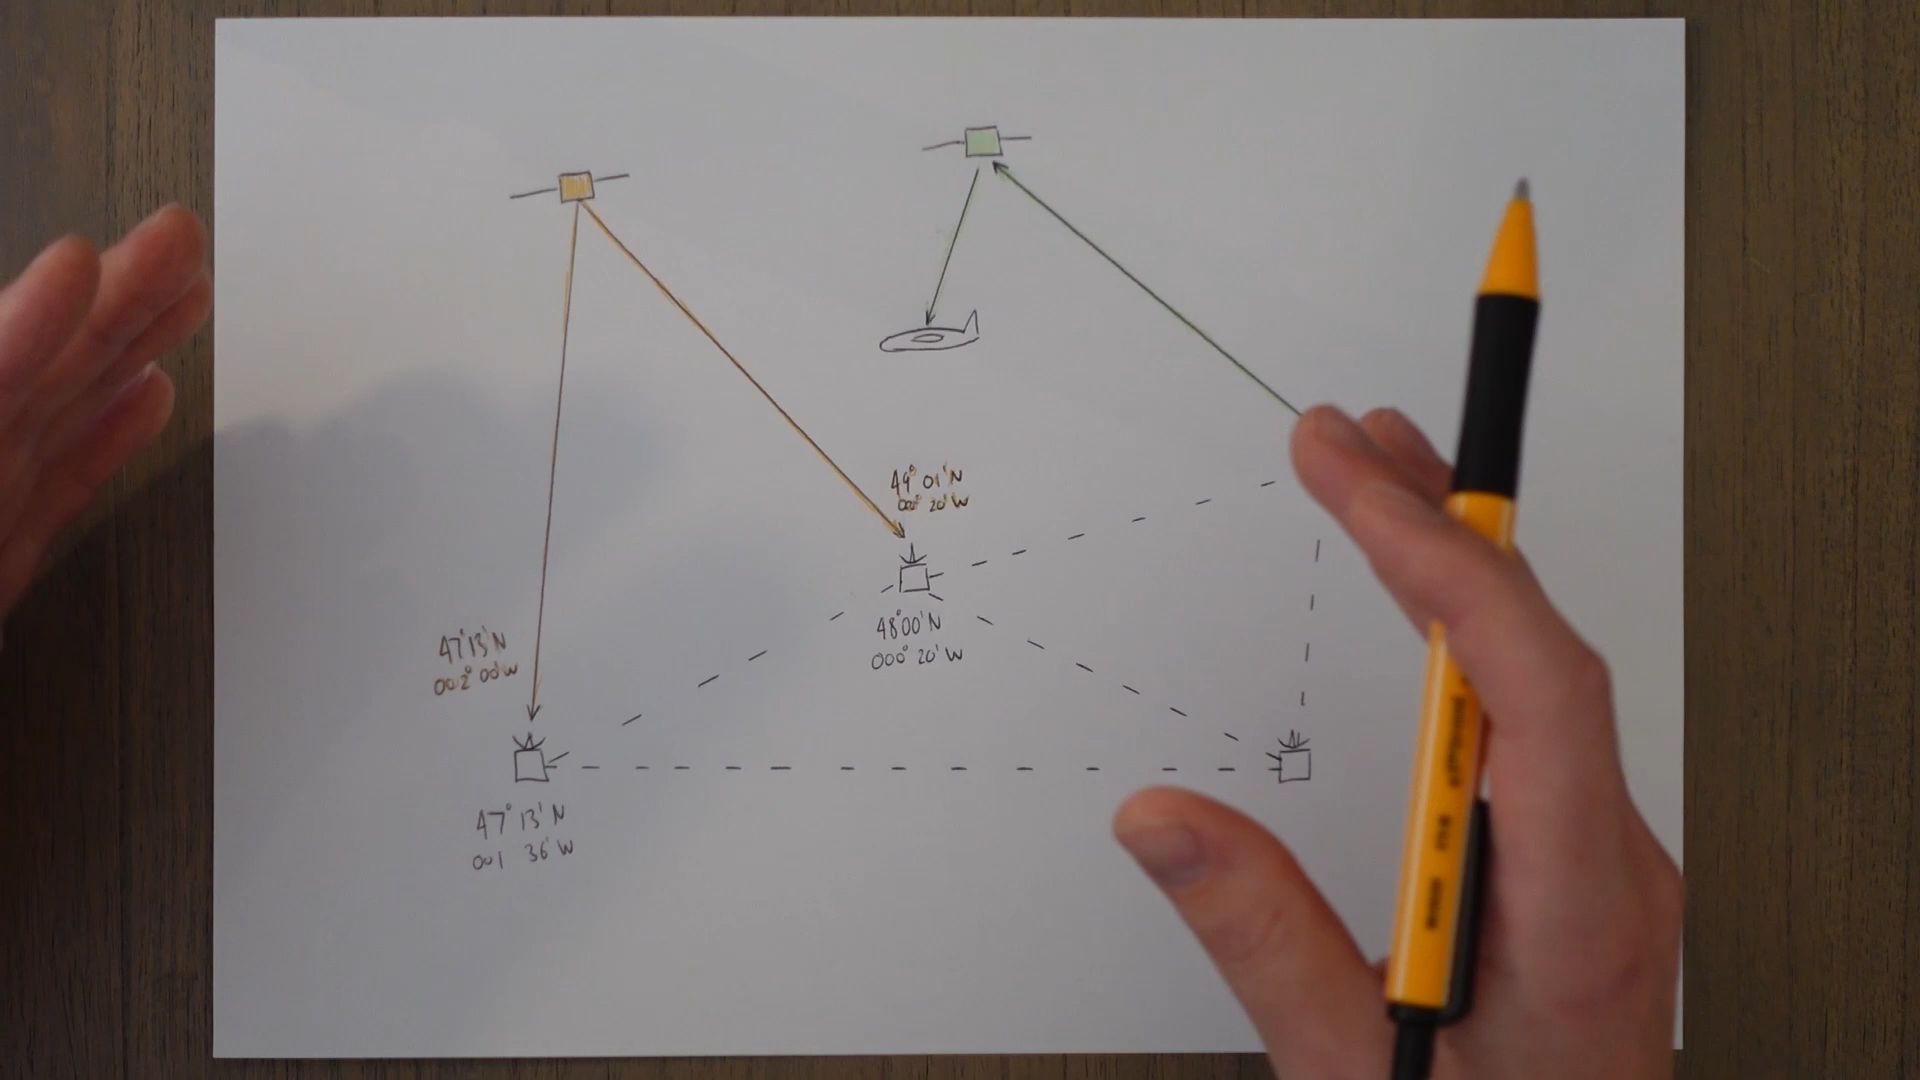 49° 01' N
002° 20' W
48°00' N
000° 20' W
47°13' N
002° 00' W
47° 13' N
001 36' W